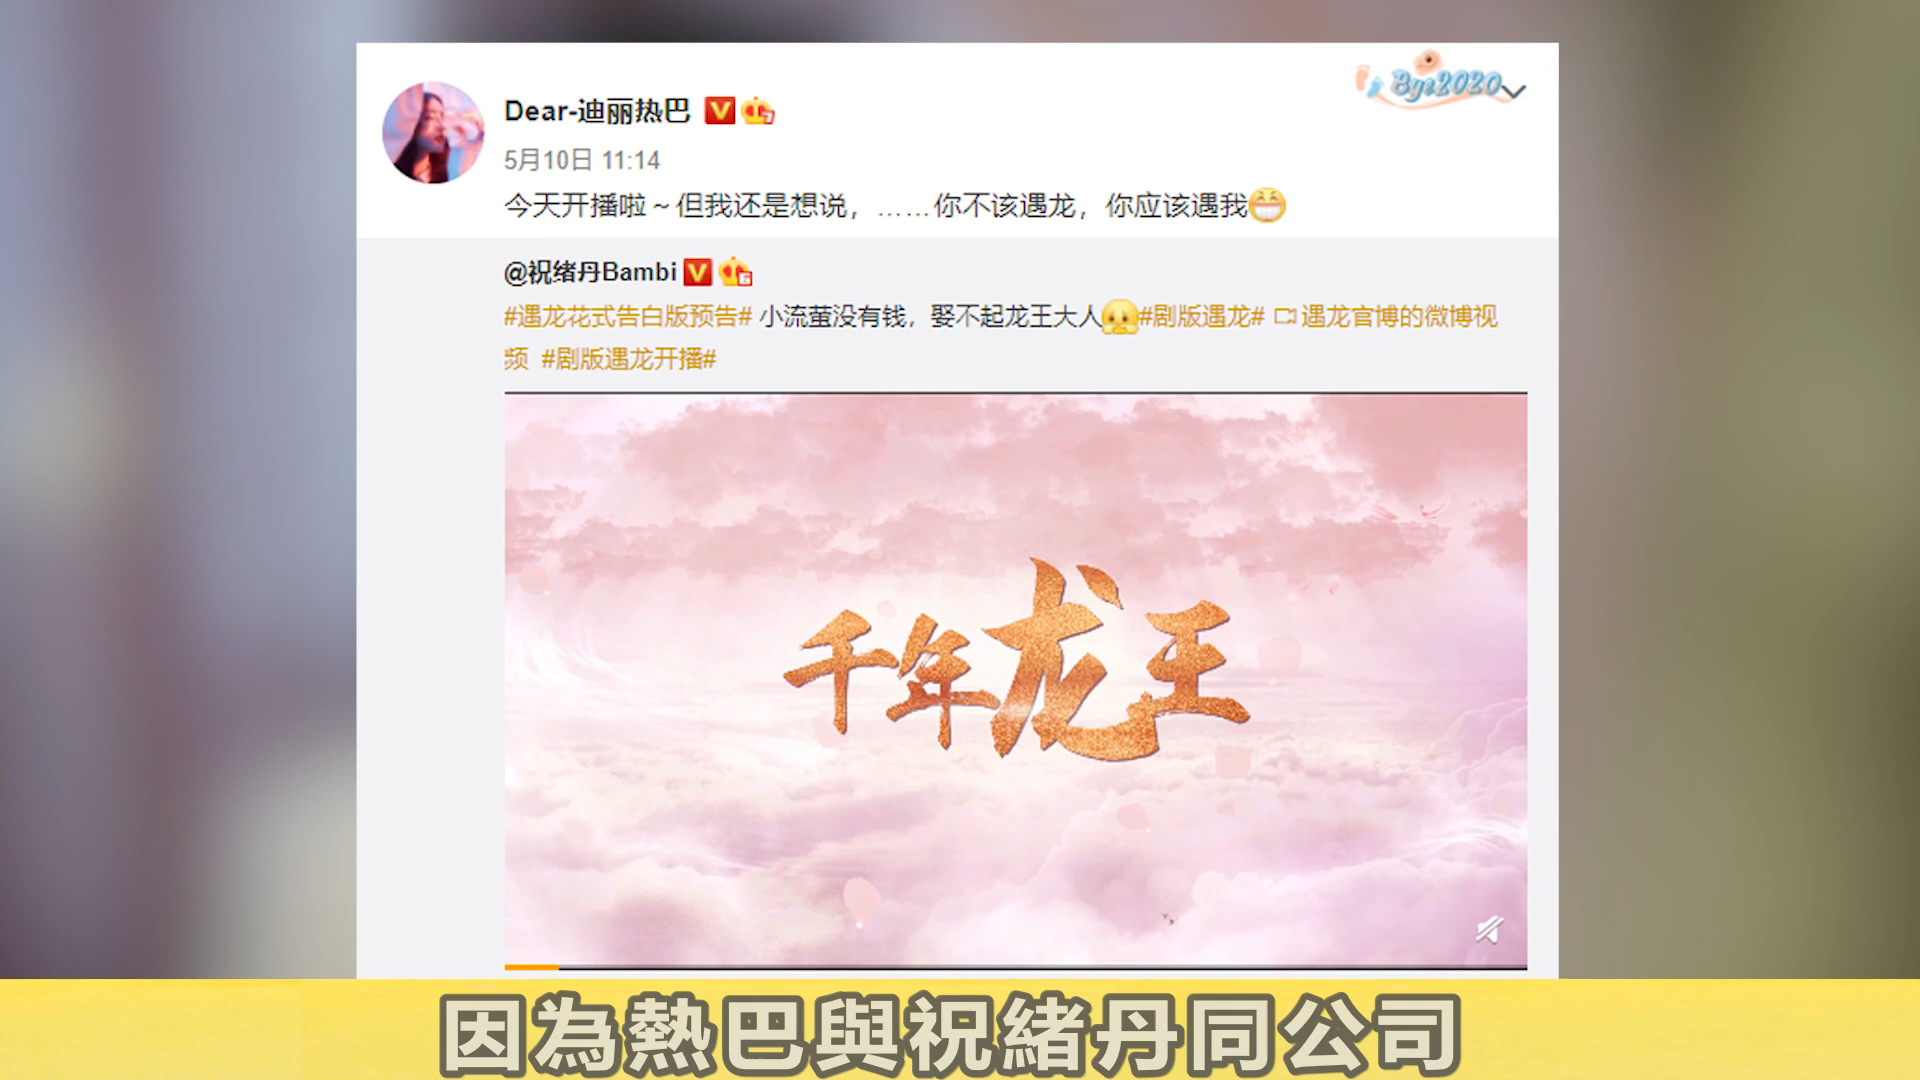 Bye2020
Dear-迪丽热巴
5月10日 11:14
今天开播啦～但我还是想说，……你不该遇龙，你应该遇我
@祝绪丹Bambi
#遇龙花式告白版预告# 小流萤没有钱，娶不起龙王大人#剧版遇龙# 遇龙官博的微博视
频 #剧版遇龙开播#
千年龙王
因為熱巴與祝緒丹同公司